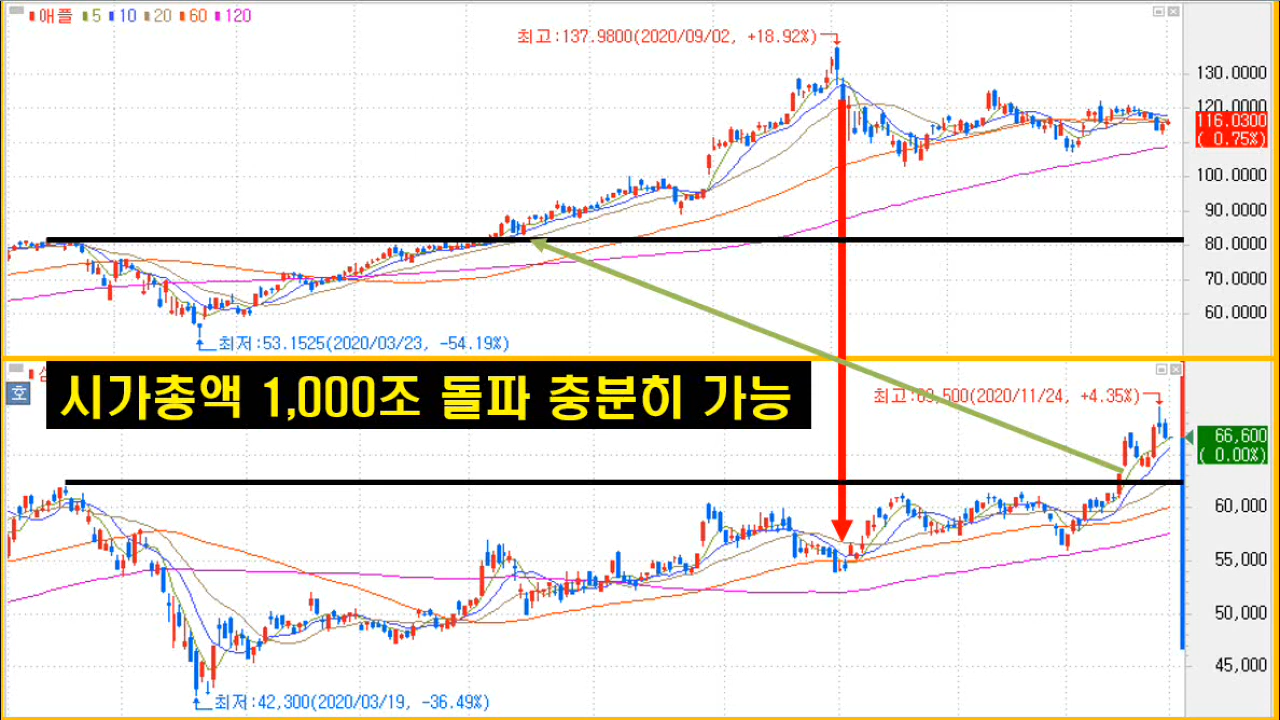 애플 5 10 20 60 120
최고:137.9800(2020/09/02, +18.92%)
130.0000
120.0000
116.0300
( 0.75%)
100.0000
90.0000
80.0000
70.0000
60.0000
최저:53.1525(2020/03/23, -54.19%)
호
시가총액 1,000조 돌파 충분히 가능
최고:69,500(2020/11/24, +4.35%)
66,600
( 0.00%)
60,000
55,000
50,000
45,000
최저:42,300(2020/03/19, -36.49%)